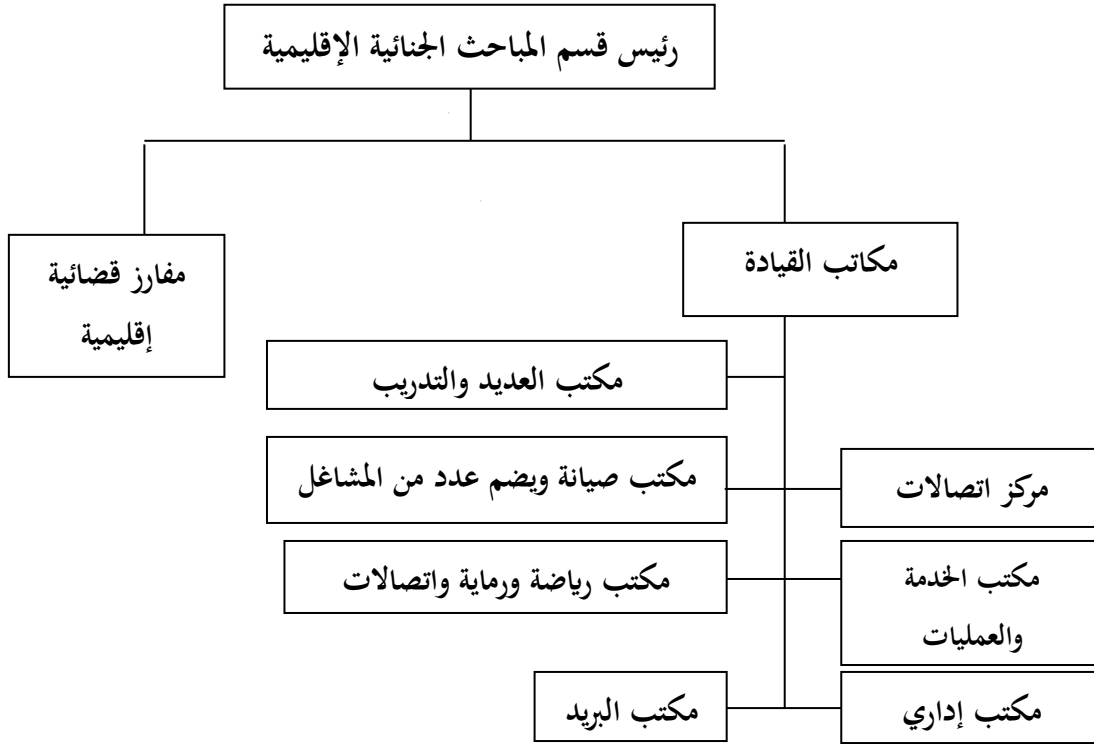 رئيس قسم المباحث الجنائية الإقليمية
مكاتب القيادة
مفارز قضائية
إقليمية
مكتب العديد والتدريب
مركز اتصالات
مكتب صيانة ويضم عدد من المشاغل
مكتب الخدمة
والعمليات
مكتب رياضة ورماية واتصالات
مكتب إداري
مكتب البريد